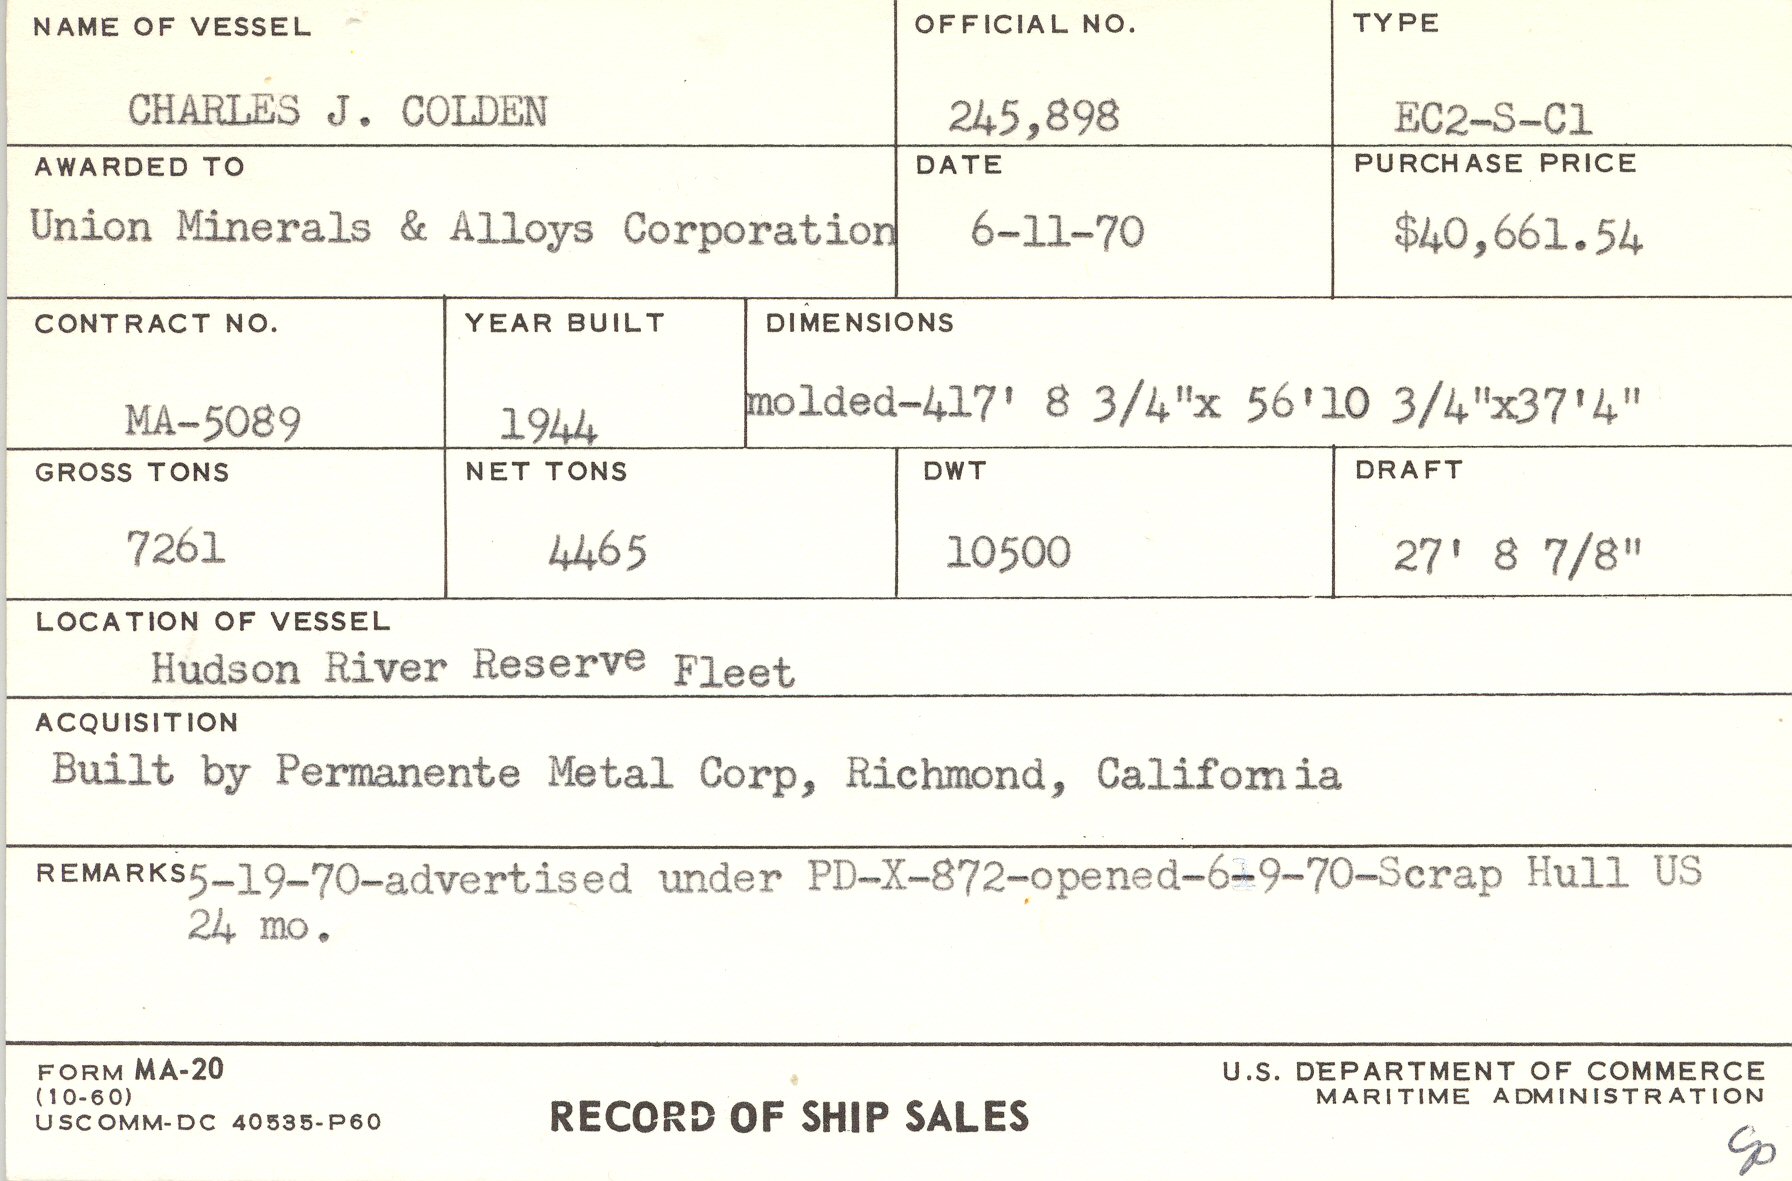 NAME OF VESSEL OFFICIAL NO. TYPE
CHARLES J. COLDEN 245,898 EC2-S-C1
AWARDED TO DATE PURCHASE PRICE
Union Minerals & Alloys Corporation 6-11-70 $40,661.54
CONTRACT NO. YEAR BUILT DIMENSIONS
MA-5089 1944 molded-417' 8 3/4"x 56'10 3/4"x37'4"
GROSS TONS NET TONS DWT DRAFT
7261 4465 10500 27' 8 7/8"
LOCATION OF VESSEL
Hudson River Reserve Fleet
ACQUISITION
Built by Permanente Metal Corp, Richmond, California
REMARKS 5-19-70-advertised under PD-X-872-opened-6-9-70-Scrap Hull US
24 mo.
FORM MA-20
(10-60)
USCOMM-DC 40535-P60
RECORD OF SHIP SALES
U.S. DEPARTMENT OF COMMERCE
MARITIME ADMINISTRATION